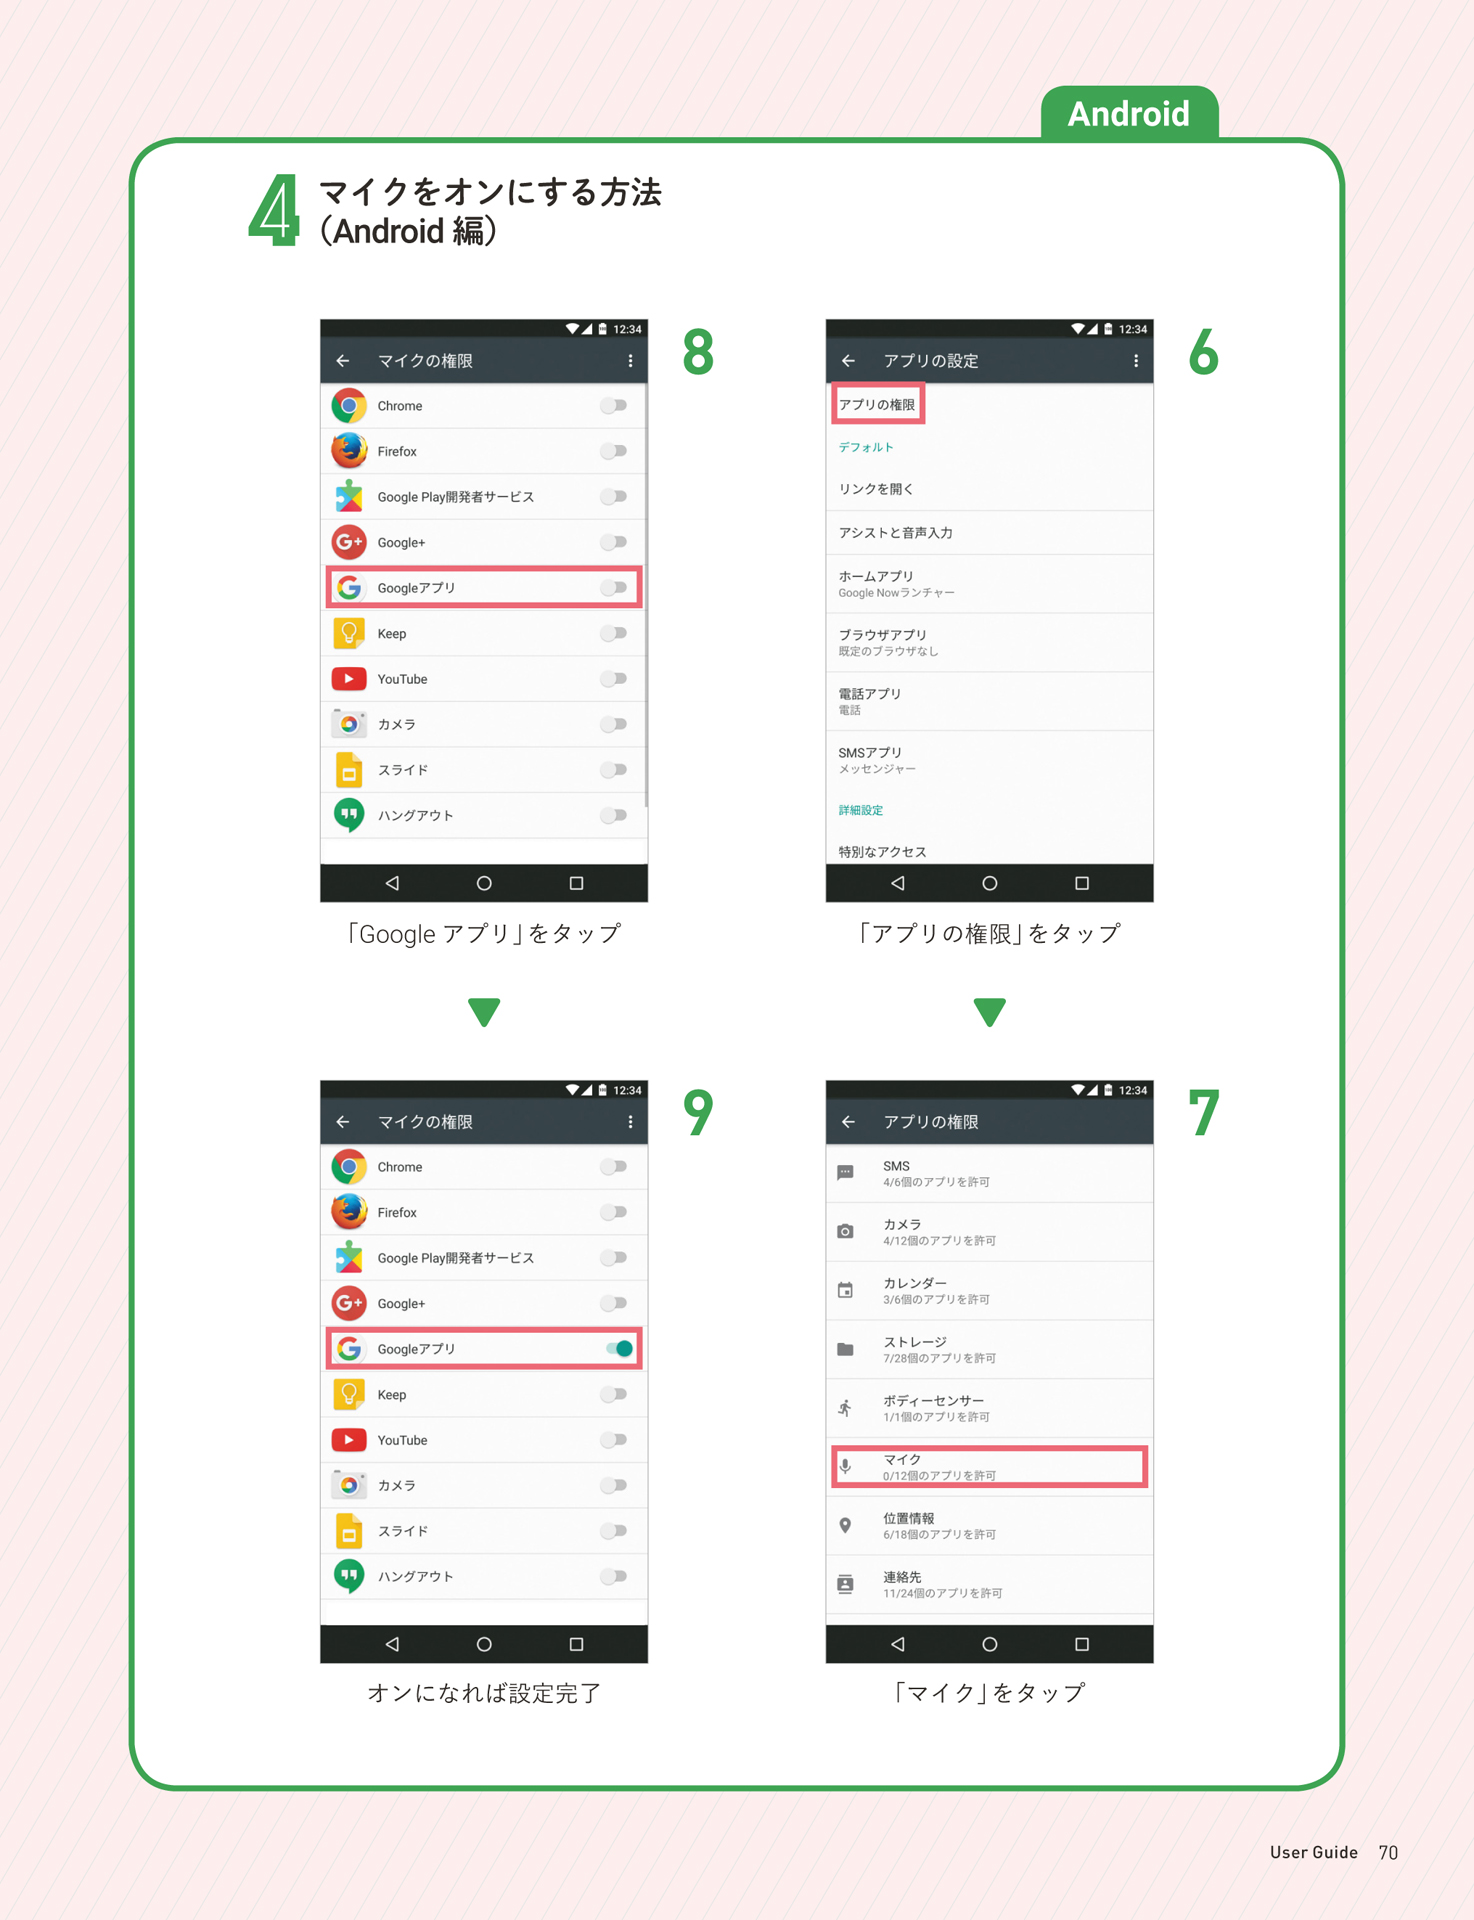 Android
4 マイクをオンにする方法
（Android 編）
6
12:34
アプリの設定
アプリの権限
デフォルト
リンクを開く
アシストと音声入力
ホームアプリ
Google Nowランチャー
ブラウザアプリ
既定のブラウザなし
電話アプリ
電話
SMSアプリ
メッセンジャー
詳細設定
特別なアクセス
「アプリの権限」をタップ
7
12:34
アプリの権限
SMS
4/6個のアプリを許可
カメラ
4/12個のアプリを許可
カレンダー
3/6個のアプリを許可
ストレージ
7/28個のアプリを許可
ボディーセンサー
1/1個のアプリを許可
マイク
0/12個のアプリを許可
位置情報
6/18個のアプリを許可
連絡先
11/24個のアプリを許可
「マイク」をタップ
8
12:34
マイクの権限
Chrome
Firefox
Google Play開発者サービス
Google+
Googleアプリ
Keep
YouTube
カメラ
スライド
ハングアウト
「Google アプリ」をタップ
9
12:34
マイクの権限
Chrome
Firefox
Google Play開発者サービス
Google+
Googleアプリ
Keep
YouTube
カメラ
スライド
ハングアウト
オンになれば設定完了
User Guide 70